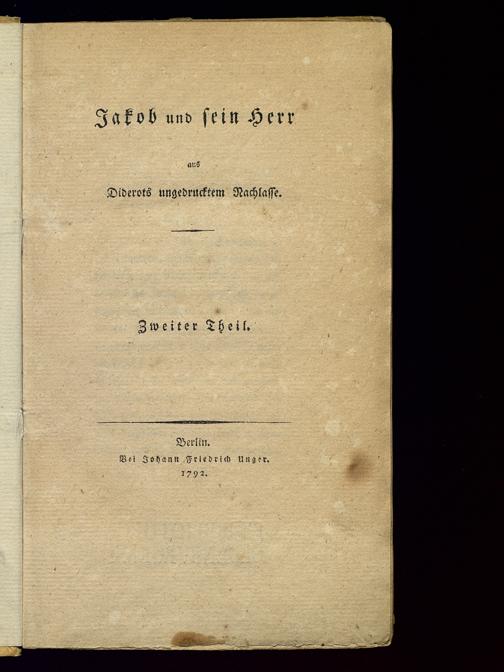 Jakob und sein Herr
aus
Diderots ungedrucktem Nachlasse.
Zweiter Theil.
Berlin.
Bei Johann Friedrich Unger.
1792.